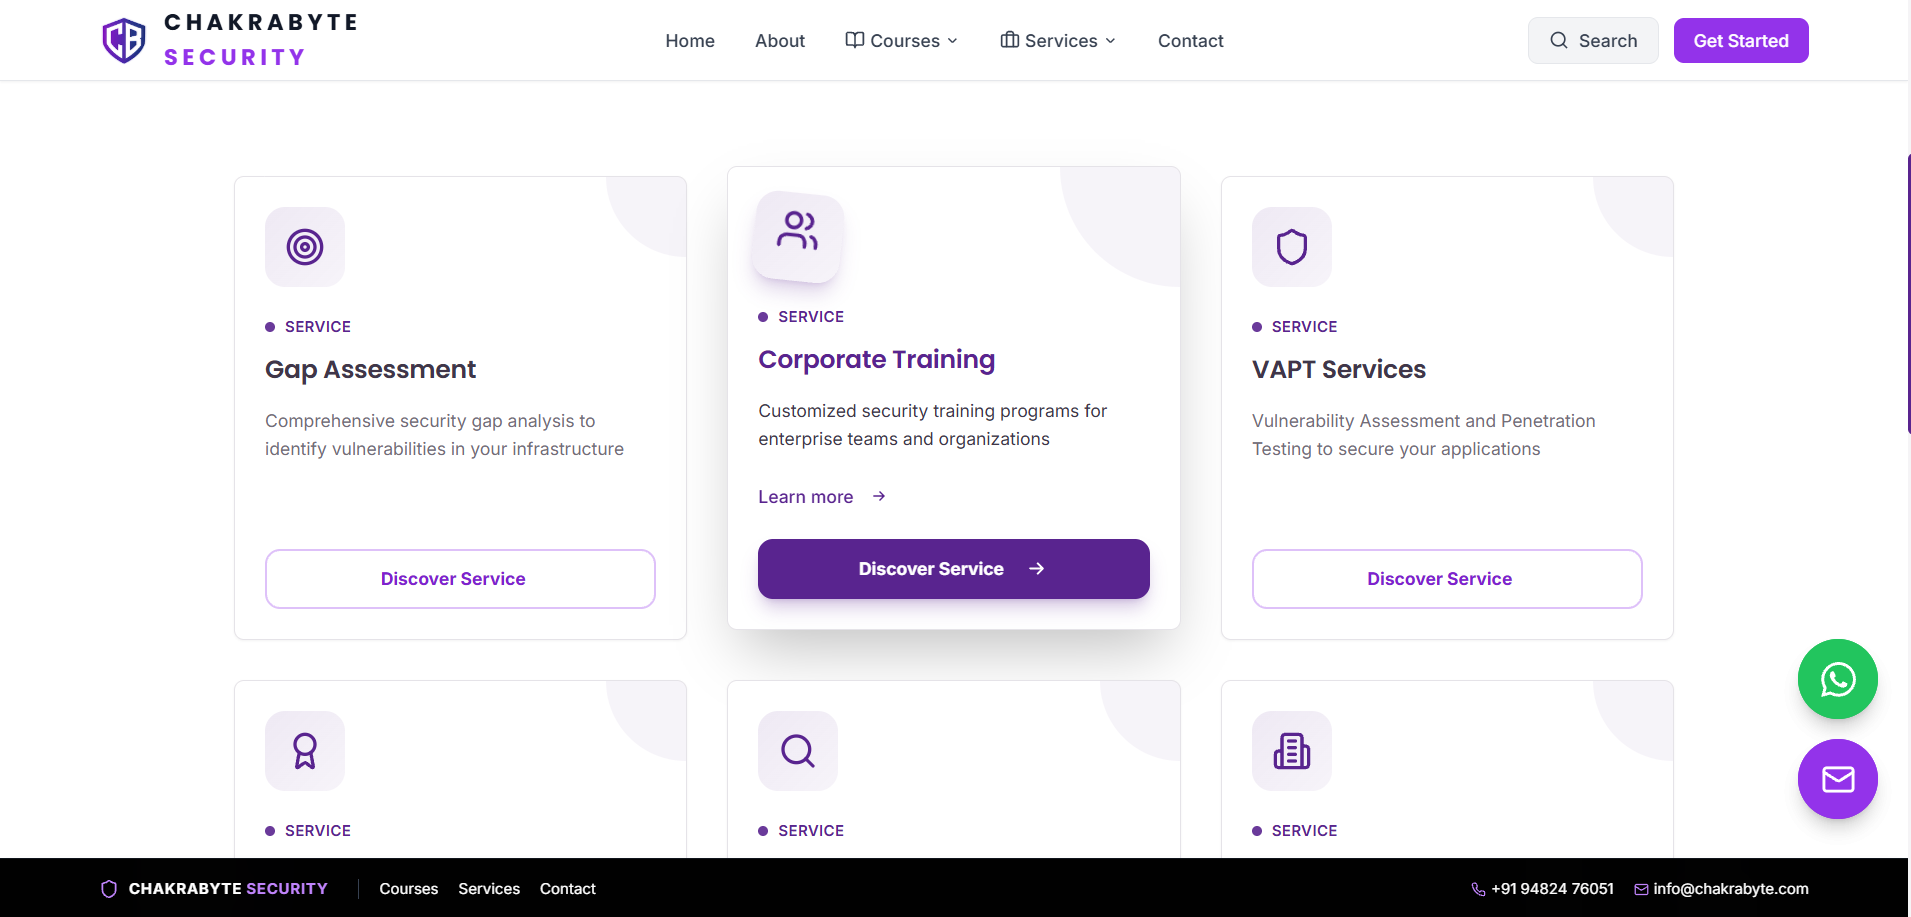 CHAKRABYTE
SECURITY
Home
About
Courses
Services
Contact
Search
Get Started
SERVICE
Gap Assessment
Comprehensive security gap analysis to
identify vulnerabilities in your infrastructure
Discover Service
SERVICE
Corporate Training
Customized security training programs for
enterprise teams and organizations
Learn more
Discover Service
SERVICE
VAPT Services
Vulnerability Assessment and Penetration
Testing to secure your applications
Discover Service
SERVICE
SERVICE
SERVICE
CHAKRABYTE SECURITY
Courses
Services
Contact
+91 94824 76051
info@chakrabyte.com